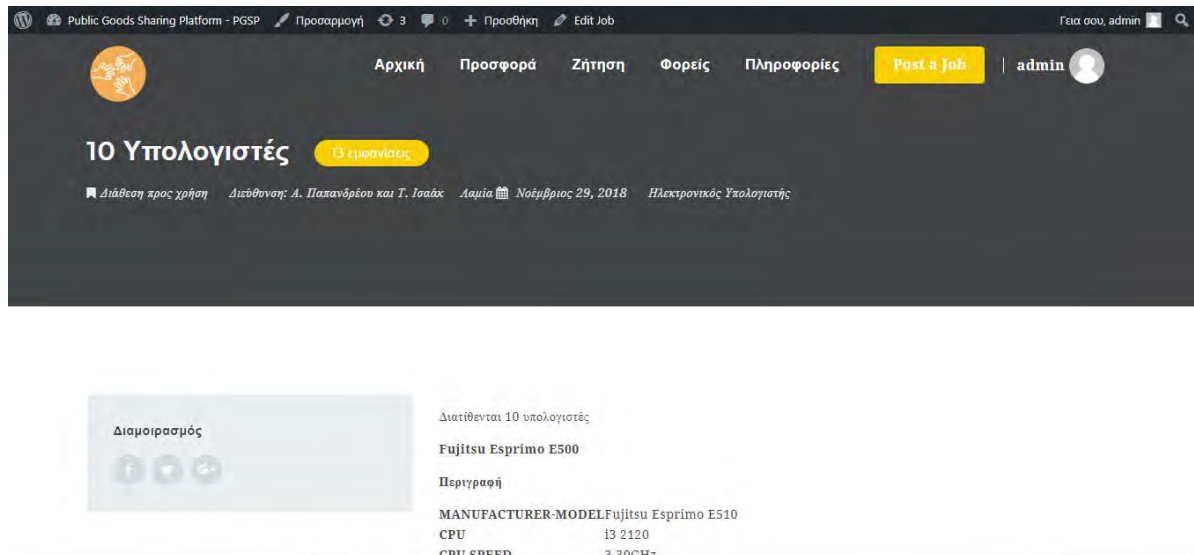 Public Goods Sharing Platform - PGSP Προσαρμογή 3 0 Προσθήκη Edit Job Γεια σου, admin
Αρχική Προσφορά Ζήτηση Φορείς Πληροφορίες Post a Job | admin
10 Υπολογιστές 13 εμφανίσεις
Διάθεση προς χρήση Διεύθυνση: Α. Παπανδρέου και Τ. Ισαάκ Λαμία Νοέμβριος 29, 2018 Ηλεκτρονικός Υπολογιστής
Διαμοιρασμός
Διατίθενται 10 υπολογιστές
Fujitsu Esprimo E500
Περιγραφή
MANUFACTURER-MODEL Fujitsu Esprimo E510
CPU i3 2120
CPU SPEED 3.30GHz